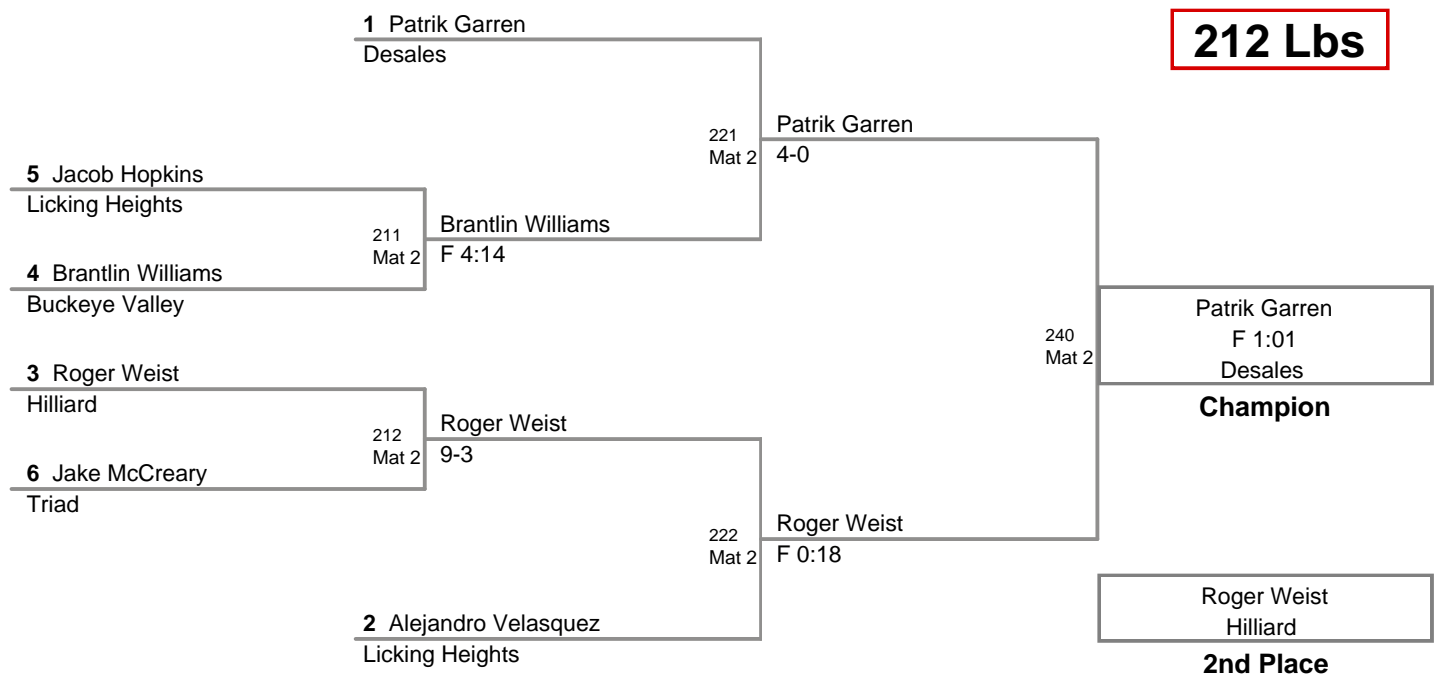 1 Patrik Garren
Desales
212 Lbs
221
Mat 2
Patrik Garren
4-0
5 Jacob Hopkins
Licking Heights
211
Mat 2
Brantlin Williams
F 4:14
4 Brantlin Williams
Buckeye Valley
240
Mat 2
Patrik Garren
F 1:01
Desales
Champion
3 Roger Weist
Hilliard
212
Mat 2
Roger Weist
9-3
6 Jake McCreary
Triad
222
Mat 2
Roger Weist
F 0:18
2 Alejandro Velasquez
Licking Heights
Roger Weist
Hilliard
2nd Place